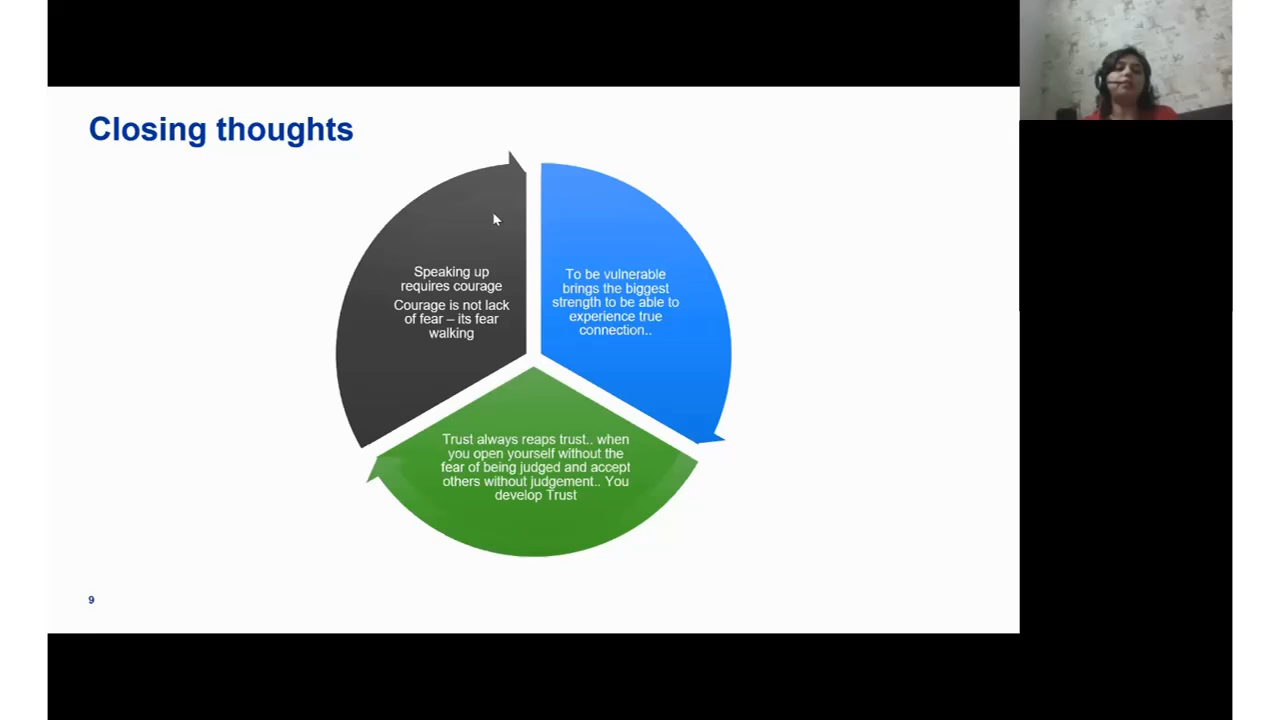 Closing thoughts
Speaking up
requires courage
Courage is not lack
of fear – its fear
walking
To be vulnerable
brings the biggest
strength to be able to
experience true
connection..
Trust always reaps trust.. when
you open yourself without the
fear of being judged and accept
others without judgement.. You
develop Trust
9